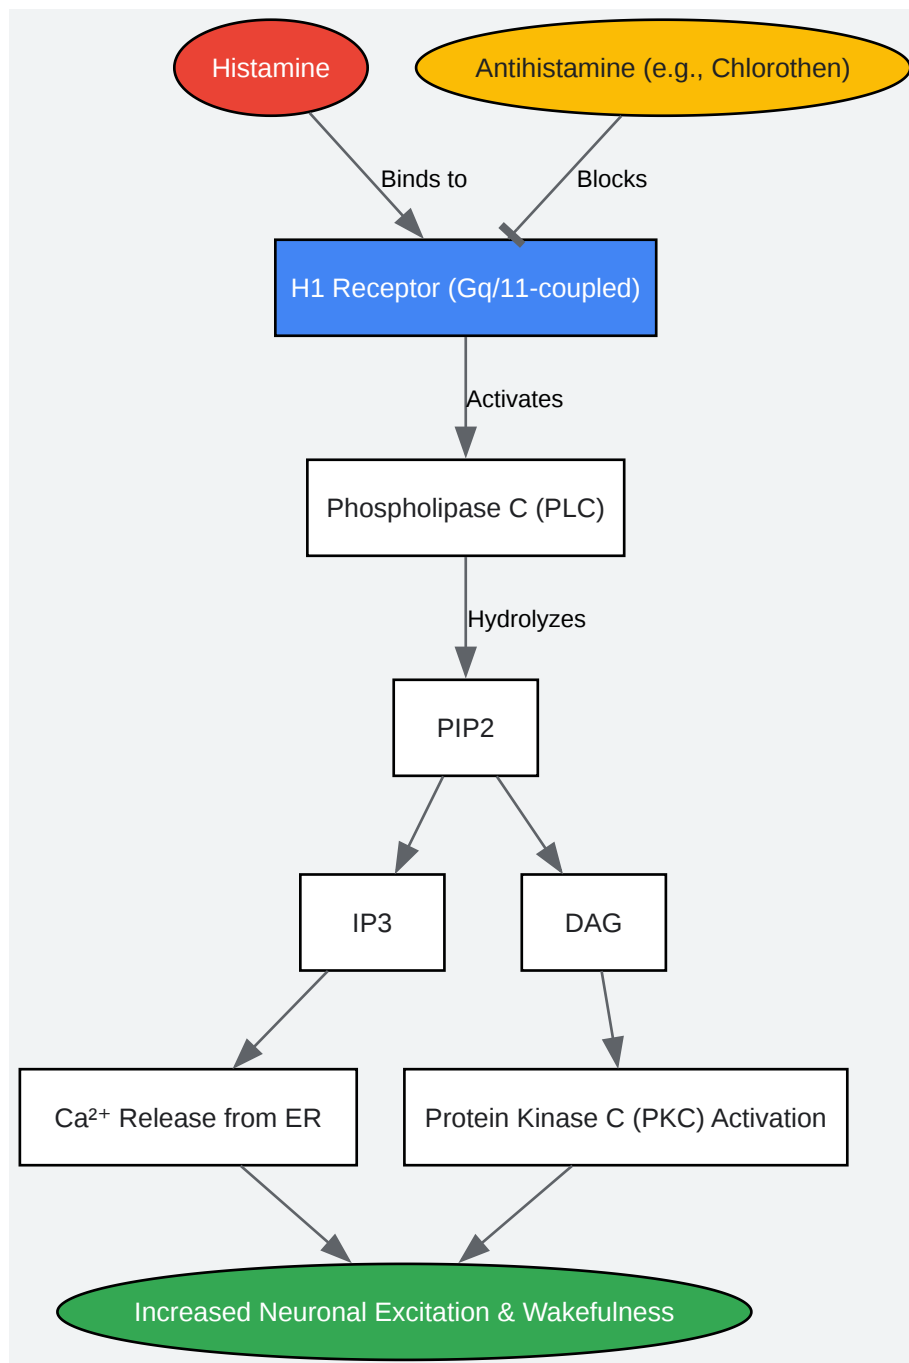 Histamine
Antihistamine (e.g., Chlorothen)
Binds to
Blocks
H1 Receptor (Gq/11-coupled)
Activates
Phospholipase C (PLC)
Hydrolyzes
PIP2
IP3
DAG
Ca²⁺ Release from ER
Protein Kinase C (PKC) Activation
Increased Neuronal Excitation & Wakefulness